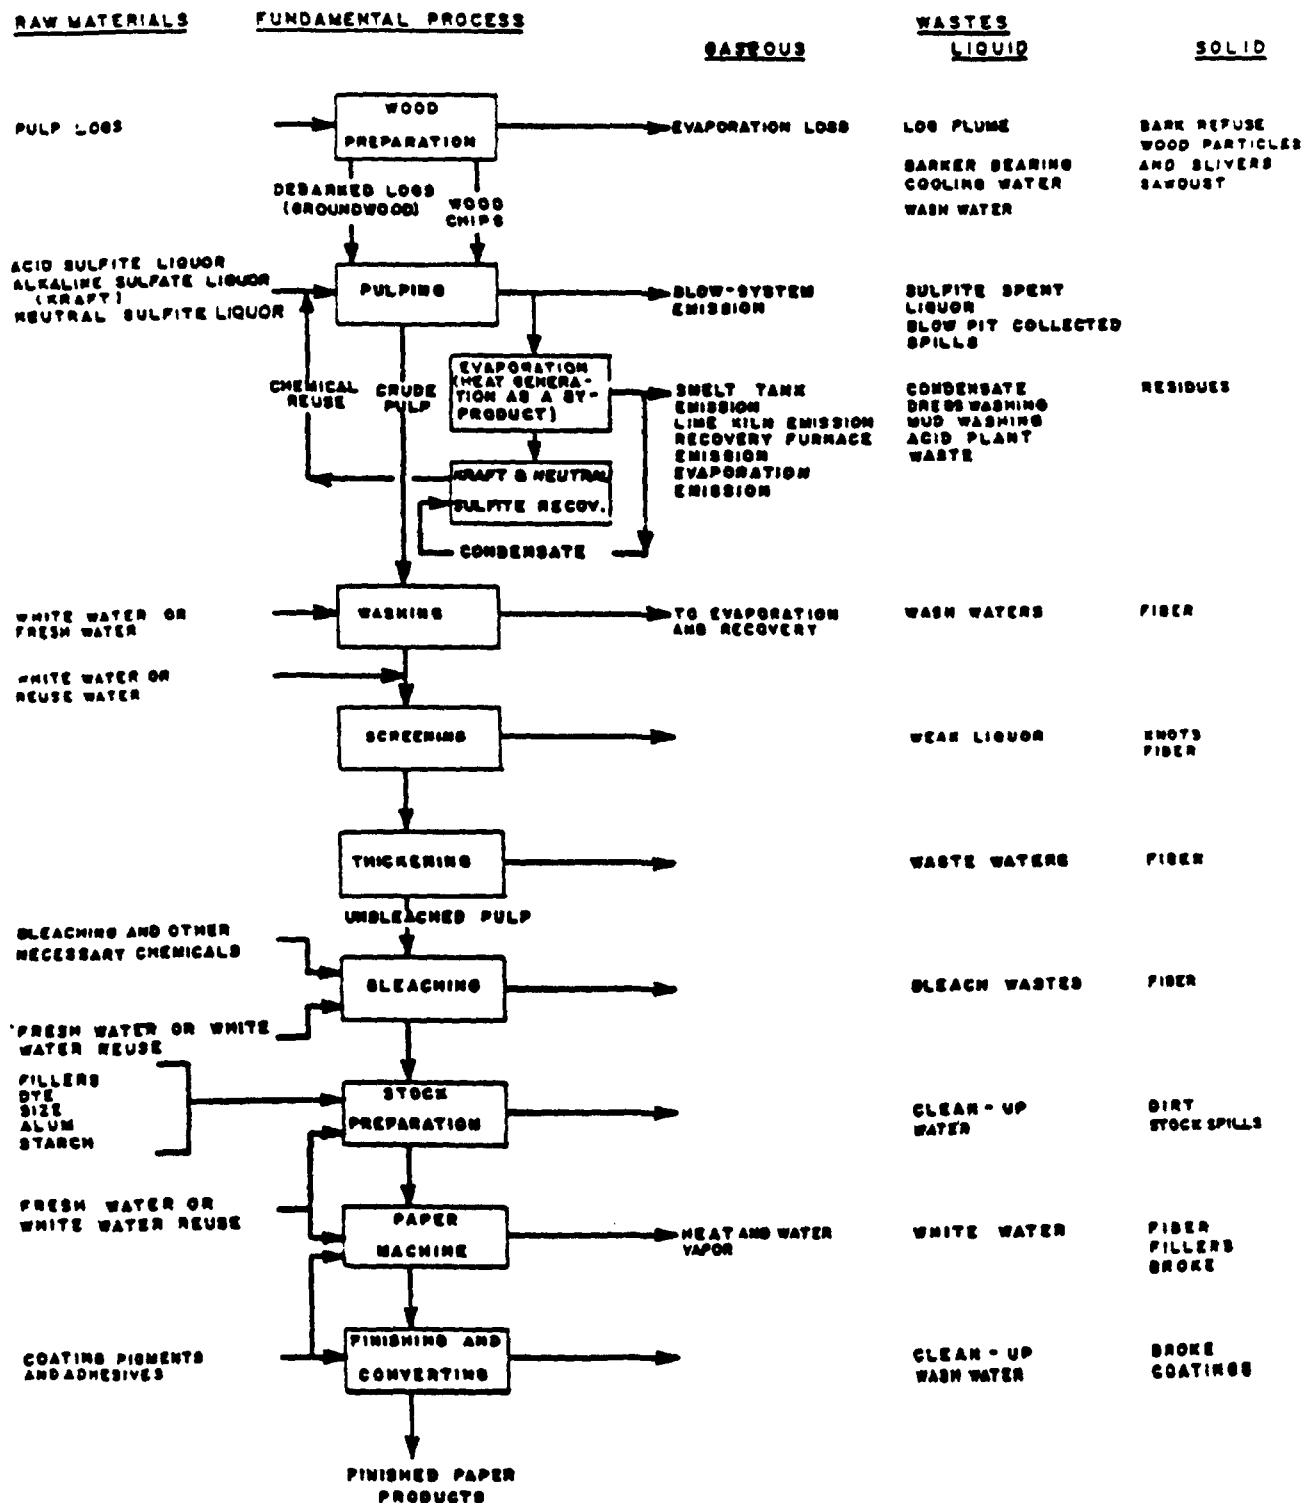 RAW MATERIALS
FUNDAMENTAL PROCESS
WASTES
GASEOUS
LIQUID
SOLID
PULP LOGS
WOOD
PREPARATION
EVAPORATION LOSS
LOG FLUME
BARKER BEARING
COOLING WATER
WASH WATER
BARK REFUSE
WOOD PARTICLES
AND SLIVERS
SAWDUST
DEBARKED LOGS
(GROUNDWOOD)
WOOD
CHIPS
ACID SULFITE LIQUOR
ALKALINE SULFATE LIQUOR
(KRAFT)
NEUTRAL SULFITE LIQUOR
PULPING
BLOW-SYSTEM
EMISSION
SULFITE SPENT
LIQUOR
BLOW PIT COLLECTED
SPILLS
CHEMICAL
REUSE
CRUDE
PULP
EVAPORATION
(HEAT GENERA-
TION AS A BY-
PRODUCT)
SMELT TANK
EMISSION
LIME KILN EMISSION
RECOVERY FURNACE
EMISSION
EVAPORATION
EMISSION
CONDENSATE
DREGS WASHING
MUD WASHING
ACID PLANT
WASTE
RESIDUES
KRAFT & NEUTRAL
SULFITE RECOV.
CONDENSATE
WHITE WATER OR
FRESH WATER
WASHING
TO EVAPORATION
AND RECOVERY
WASH WATERS
FIBER
WHITE WATER OR
REUSE WATER
SCREENING
WEAK LIQUOR
KNOTS
FIBER
THICKENING
WASTE WATERS
FIBER
UNBLEACHED PULP
BLEACHING AND OTHER
NECESSARY CHEMICALS
BLEACHING
BLEACH WASTES
FIBER
FRESH WATER OR WHITE
WATER REUSE
FILLERS
DYE
SIZE
ALUM
STARCH
STOCK
PREPARATION
CLEAN-UP
WATER
DIRT
STOCK SPILLS
FRESH WATER OR
WHITE WATER REUSE
PAPER
MACHINE
HEAT AND WATER
VAPOR
WHITE WATER
FIBER
FILLERS
BROKE
COATING PIGMENTS
AND ADHESIVES
FINISHING AND
CONVERTING
CLEAN-UP
WASH WATER
BROKE
COATINGS
FINISHED PAPER
PRODUCTS